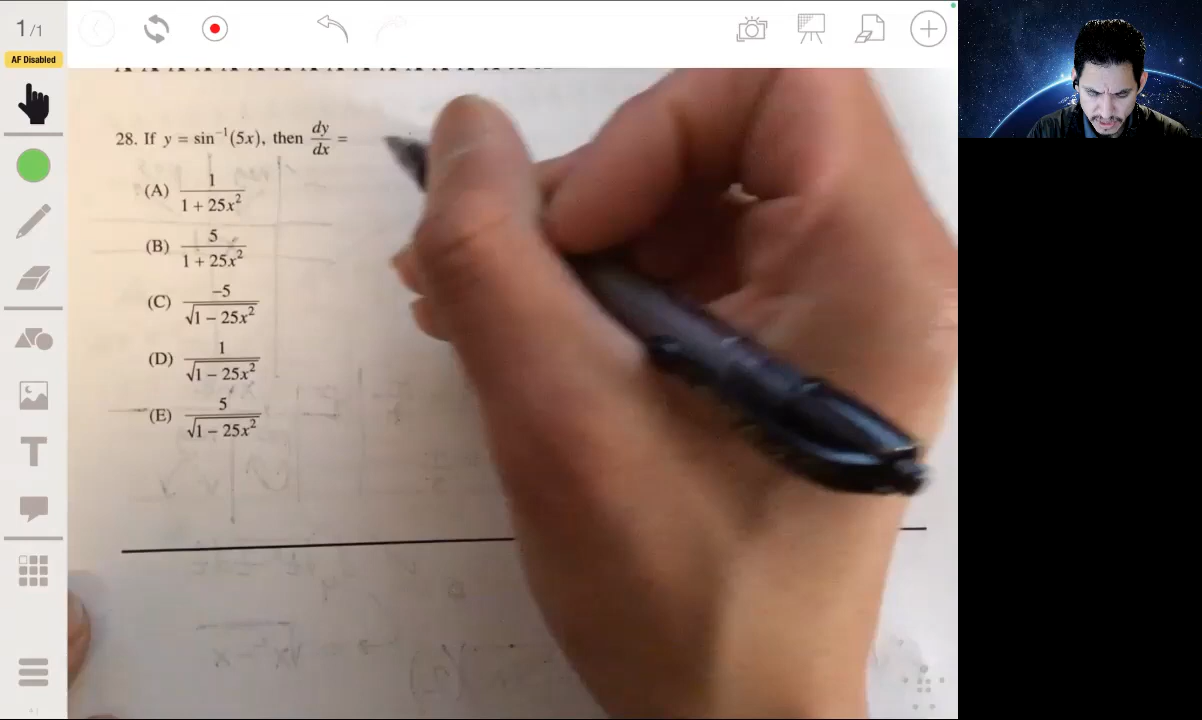 1/1
AF Disabled
28. If y = sin⁻¹(5x), then dy/dx =
(A) 1/(1 + 25x²)
(B) 5/(1 + 25x²)
(C) −5/√(1 − 25x²)
(D) 1/√(1 − 25x²)
(E) 5/√(1 − 25x²)
T